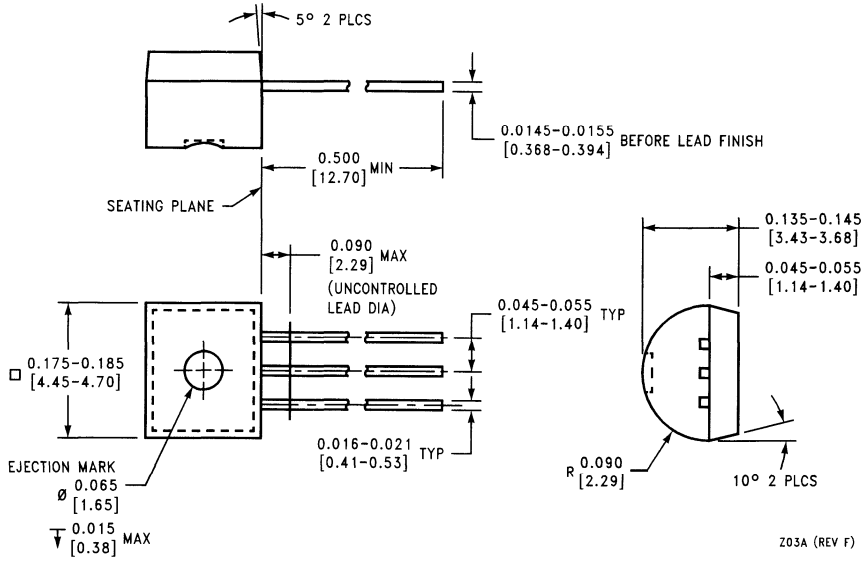 5° 2 PLCS
0.0145-0.0155
[0.368-0.394]
BEFORE LEAD FINISH
0.500
[12.70]
MIN
SEATING PLANE
0.090
[2.29]
MAX
(UNCONTROLLED
LEAD DIA)
0.135-0.145
[3.43-3.68]
0.045-0.055
[1.14-1.40]
0.045-0.055
[1.14-1.40]
TYP
0.175-0.185
[4.45-4.70]
0.016-0.021
[0.41-0.53]
TYP
EJECTION MARK
Ø 0.065
[1.65]
0.015
[0.38]
MAX
R 0.090
[2.29]
10° 2 PLCS
Z03A (REV F)